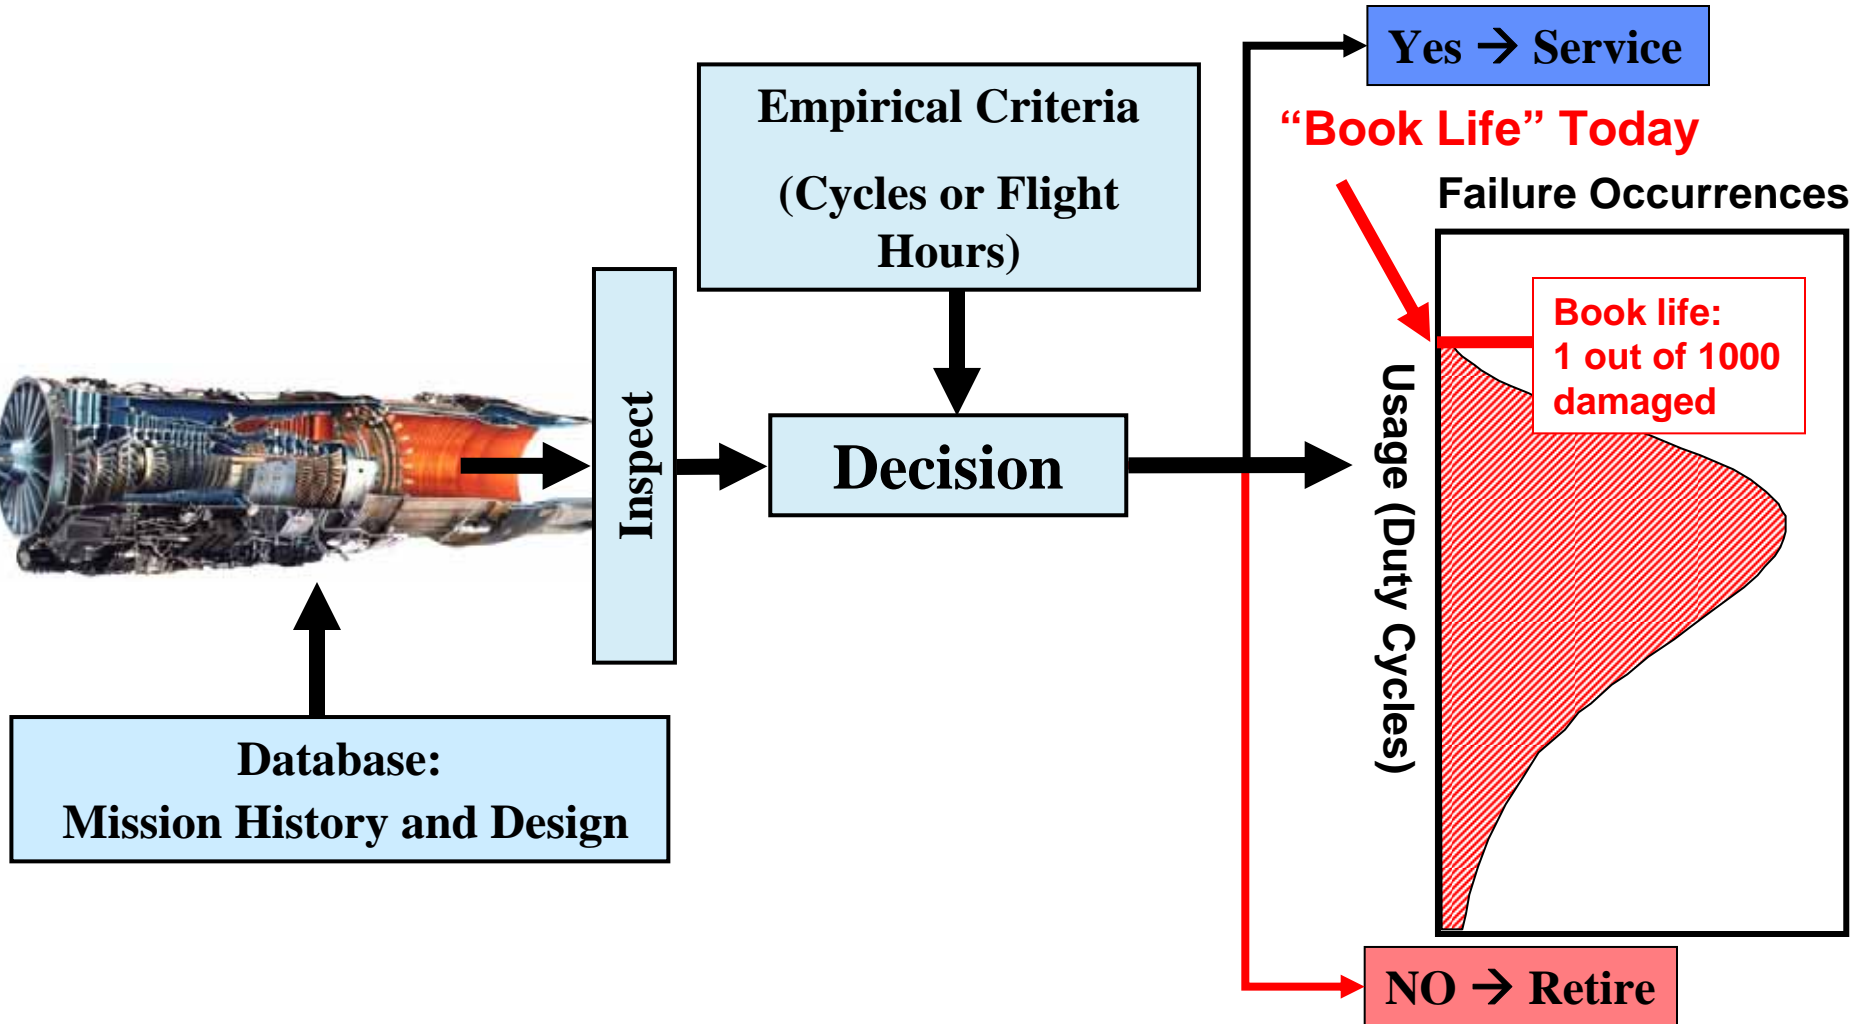 Yes → Service
Empirical Criteria
(Cycles or Flight
Hours)
“Book Life” Today
Failure Occurrences
Book life:
1 out of 1000
damaged
Inspect
Decision
Usage (Duty Cycles)
Database:
Mission History and Design
NO → Retire